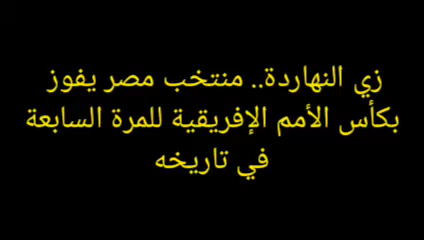 زي النهاردة.. منتخب مصر يفوز
بكأس الأمم الإفريقية للمرة السابعة
في تاريخه